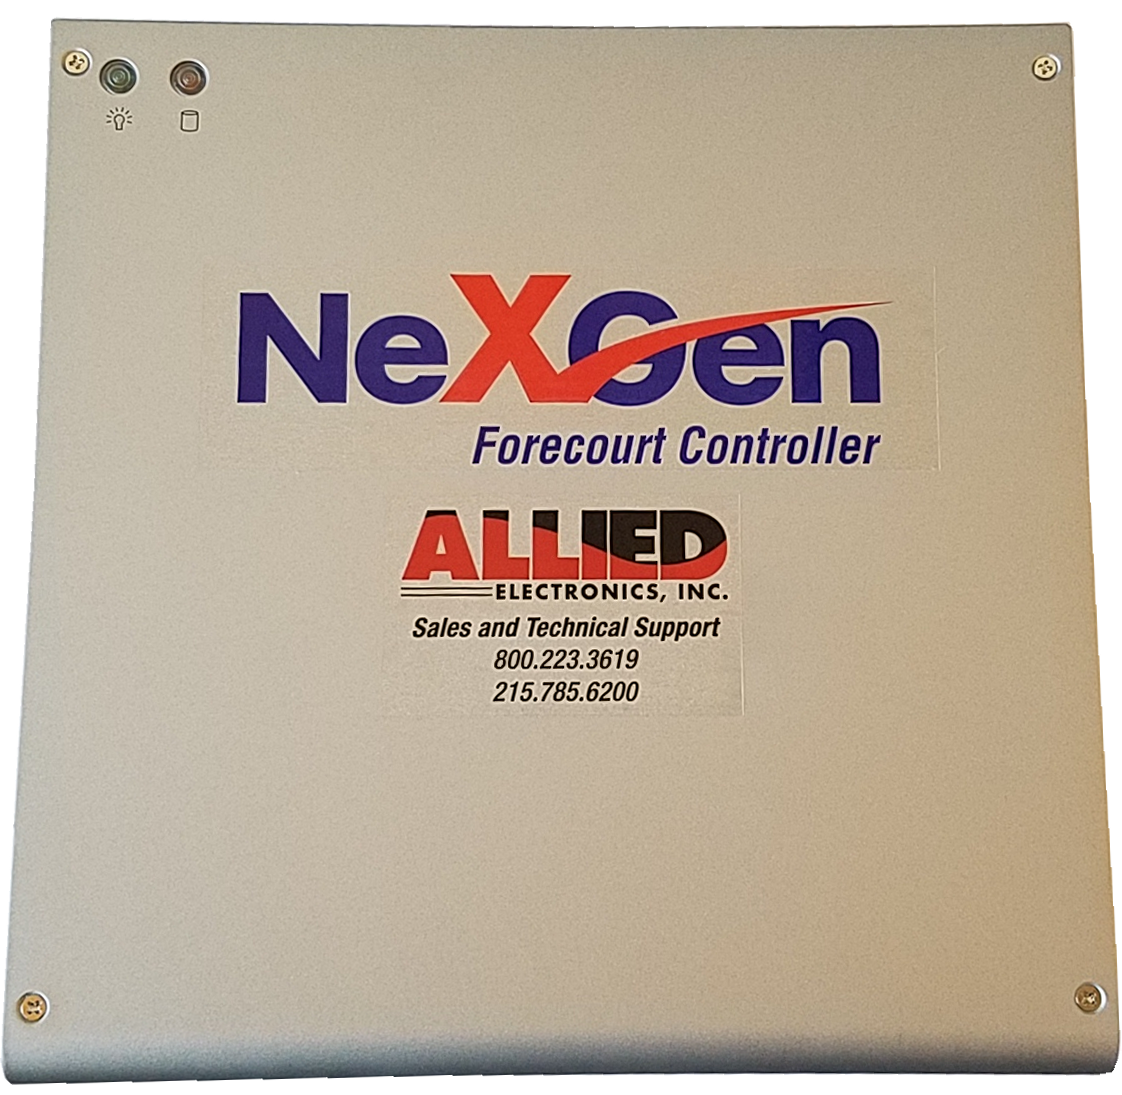 NeXGen
Forecourt Controller
ALLIED
ELECTRONICS, INC.
Sales and Technical Support
800.223.3619
215.785.6200